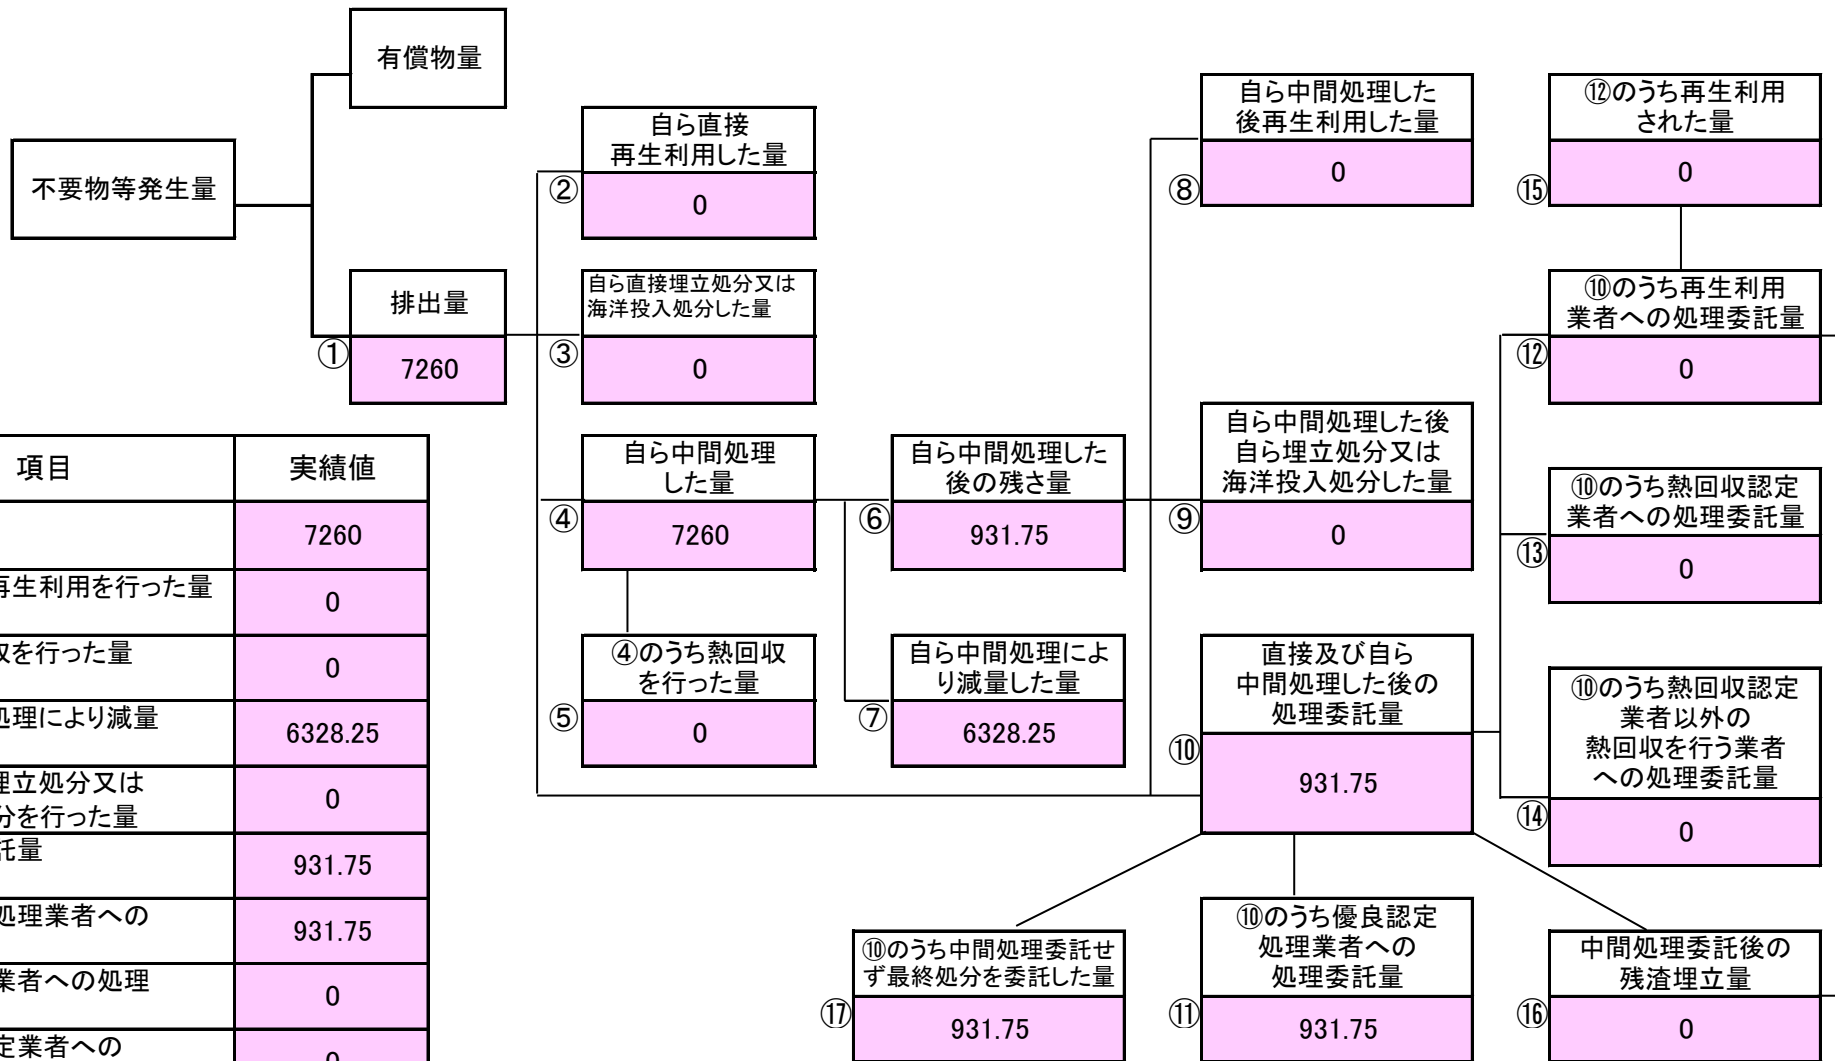 有償物量
不要物等発生量
排出量
①
7260
自ら直接
再生利用した量
②
0
自ら直接埋立処分又は
海洋投入処分した量
③
0
自ら中間処理
した量
④
7260
④のうち熱回収
を行った量
⑤
0
自ら中間処理した
後の残さ量
⑥
931.75
自ら中間処理によ
り減量した量
⑦
6328.25
自ら中間処理した
後再生利用した量
⑧
0
自ら中間処理した後
自ら埋立処分又は
海洋投入処分した量
⑨
0
直接及び自ら
中間処理した後の
処理委託量
⑩
931.75
⑫のうち再生利用
された量
⑮
0
⑩のうち再生利用
業者への処理委託量
⑫
0
⑩のうち熱回収認定
業者への処理委託量
⑬
0
⑩のうち熱回収認定
業者以外の
熱回収を行う業者
への処理委託量
⑭
0
⑩のうち中間処理委託せ
ず最終処分を委託した量
⑰
931.75
⑩のうち優良認定
処理業者への
処理委託量
⑪
931.75
中間処理委託後の
残渣埋立量
⑯
0
項目 実績値
7260
再生利用を行った量
0
を行った量
0
処理により減量
6328.25
埋立処分又は
分を行った量
0
託量
931.75
処理業者への
931.75
業者への処理
0
定業者への
0